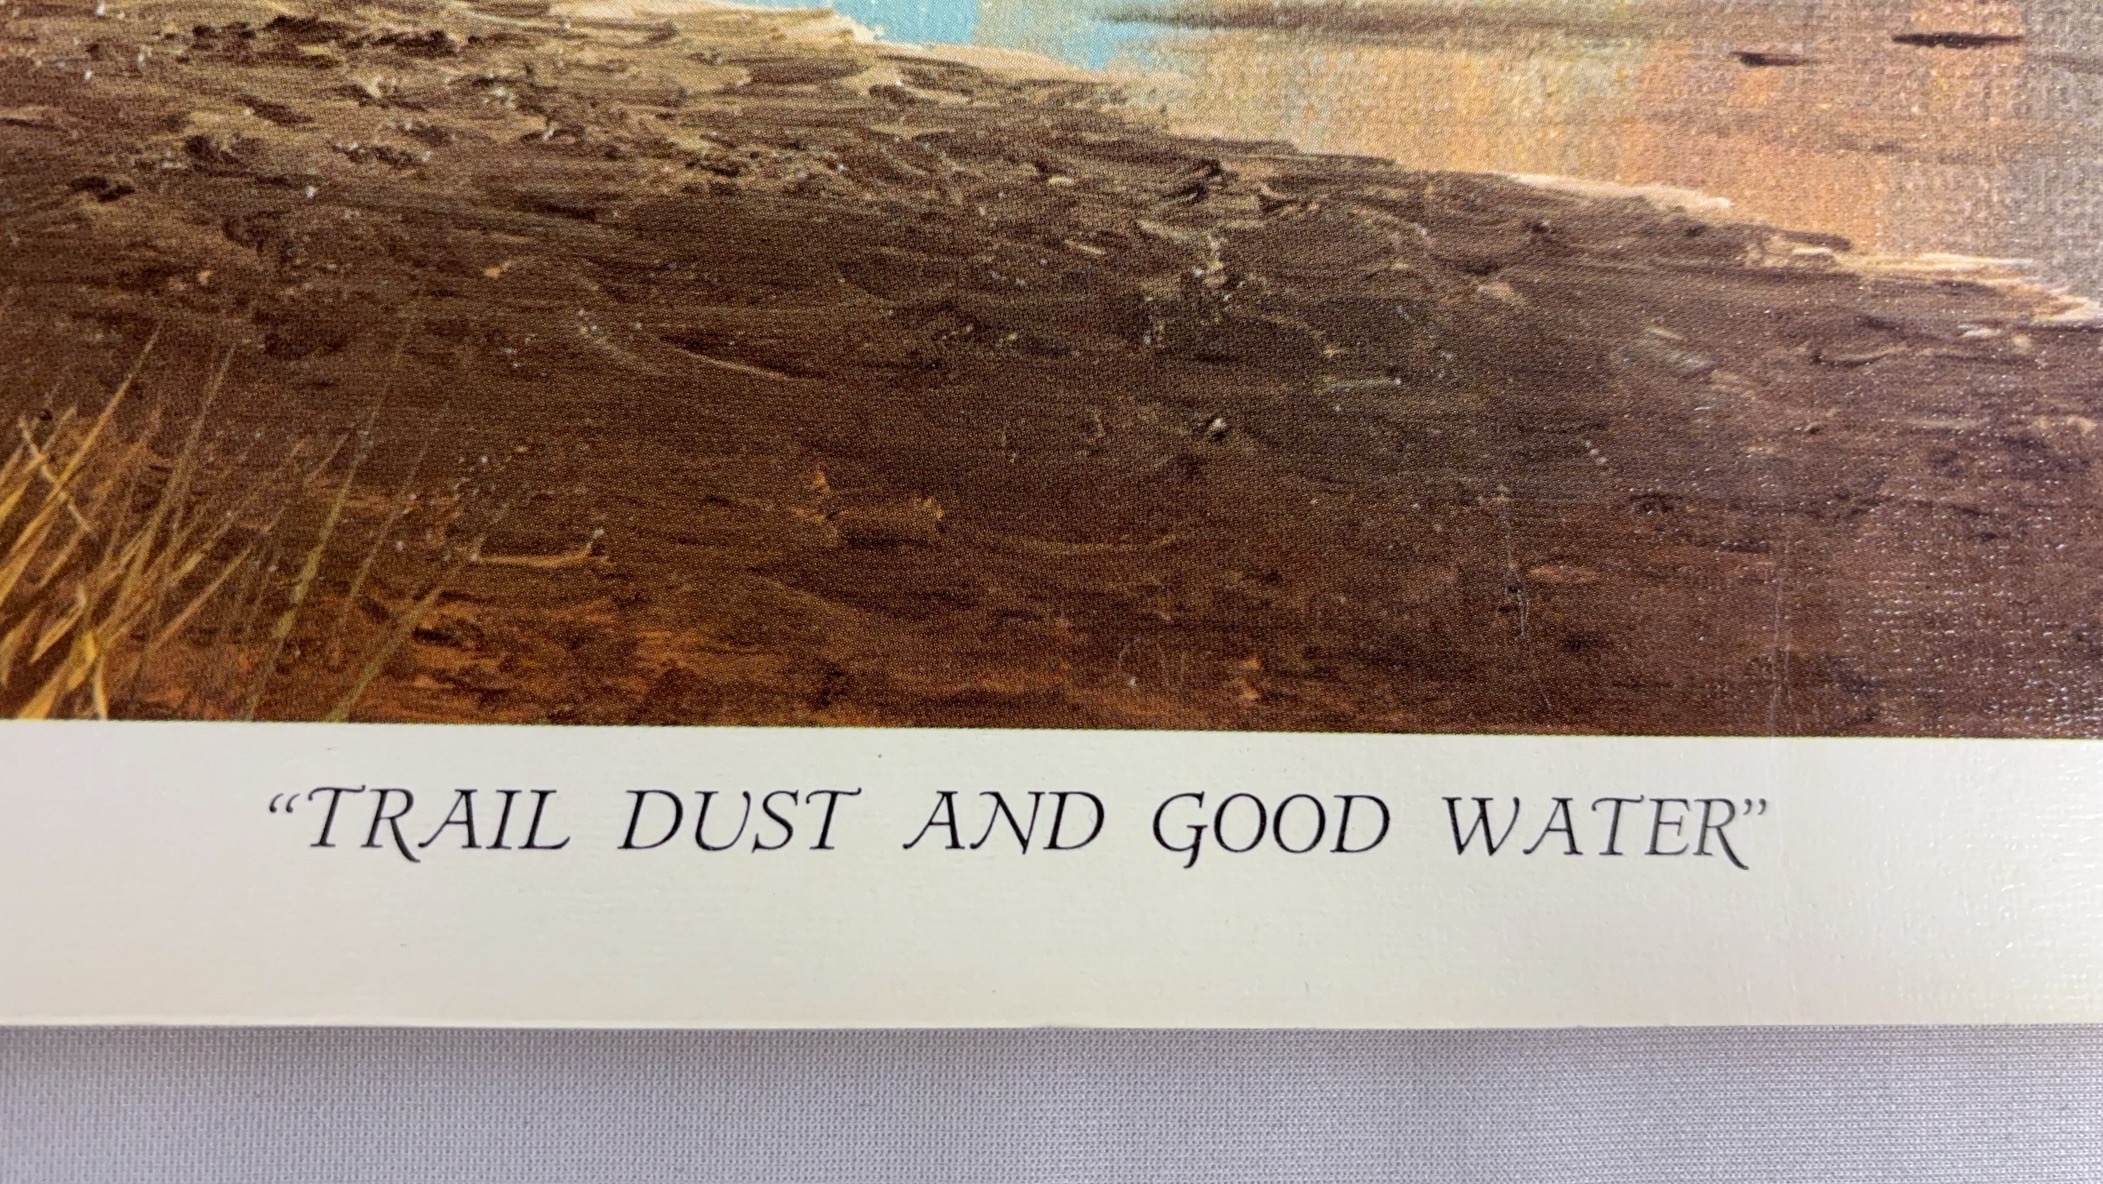 “TRAIL DUST AND GOOD WATER”